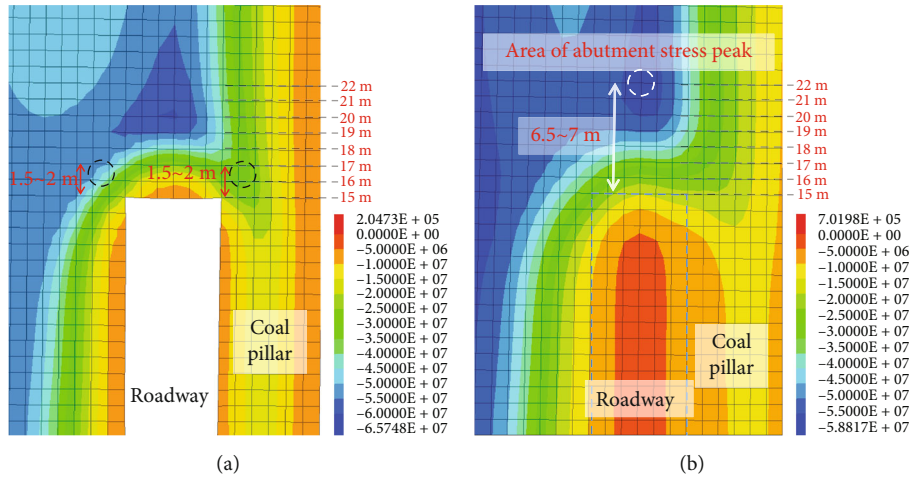 22 m
21 m
20 m
19 m
18 m
17 m
16 m
15 m
1.5~2 m
1.5~2 m
2.0473E + 05
0.0000E + 00
–5.0000E + 06
–1.0000E + 07
–1.5000E + 07
–2.0000E + 07
–2.5000E + 07
–3.0000E + 07
–3.5000E + 07
–4.0000E + 07
–4.5000E + 07
–5.0000E + 07
–5.5000E + 07
–6.0000E + 07
–6.5748E + 07
Coal
pillar
Roadway
(a)
Area of abutment stress peak
22 m
21 m
20 m
19 m
18 m
17 m
16 m
15 m
6.5~7 m
7.0198E + 05
0.0000E + 00
–5.0000E + 06
–1.0000E + 07
–1.5000E + 07
–2.0000E + 07
–2.5000E + 07
–3.0000E + 07
–3.5000E + 07
–4.0000E + 07
–4.5000E + 07
–5.0000E + 07
–5.5000E + 07
–5.8817E + 07
Coal
pillar
Roadway
(b)